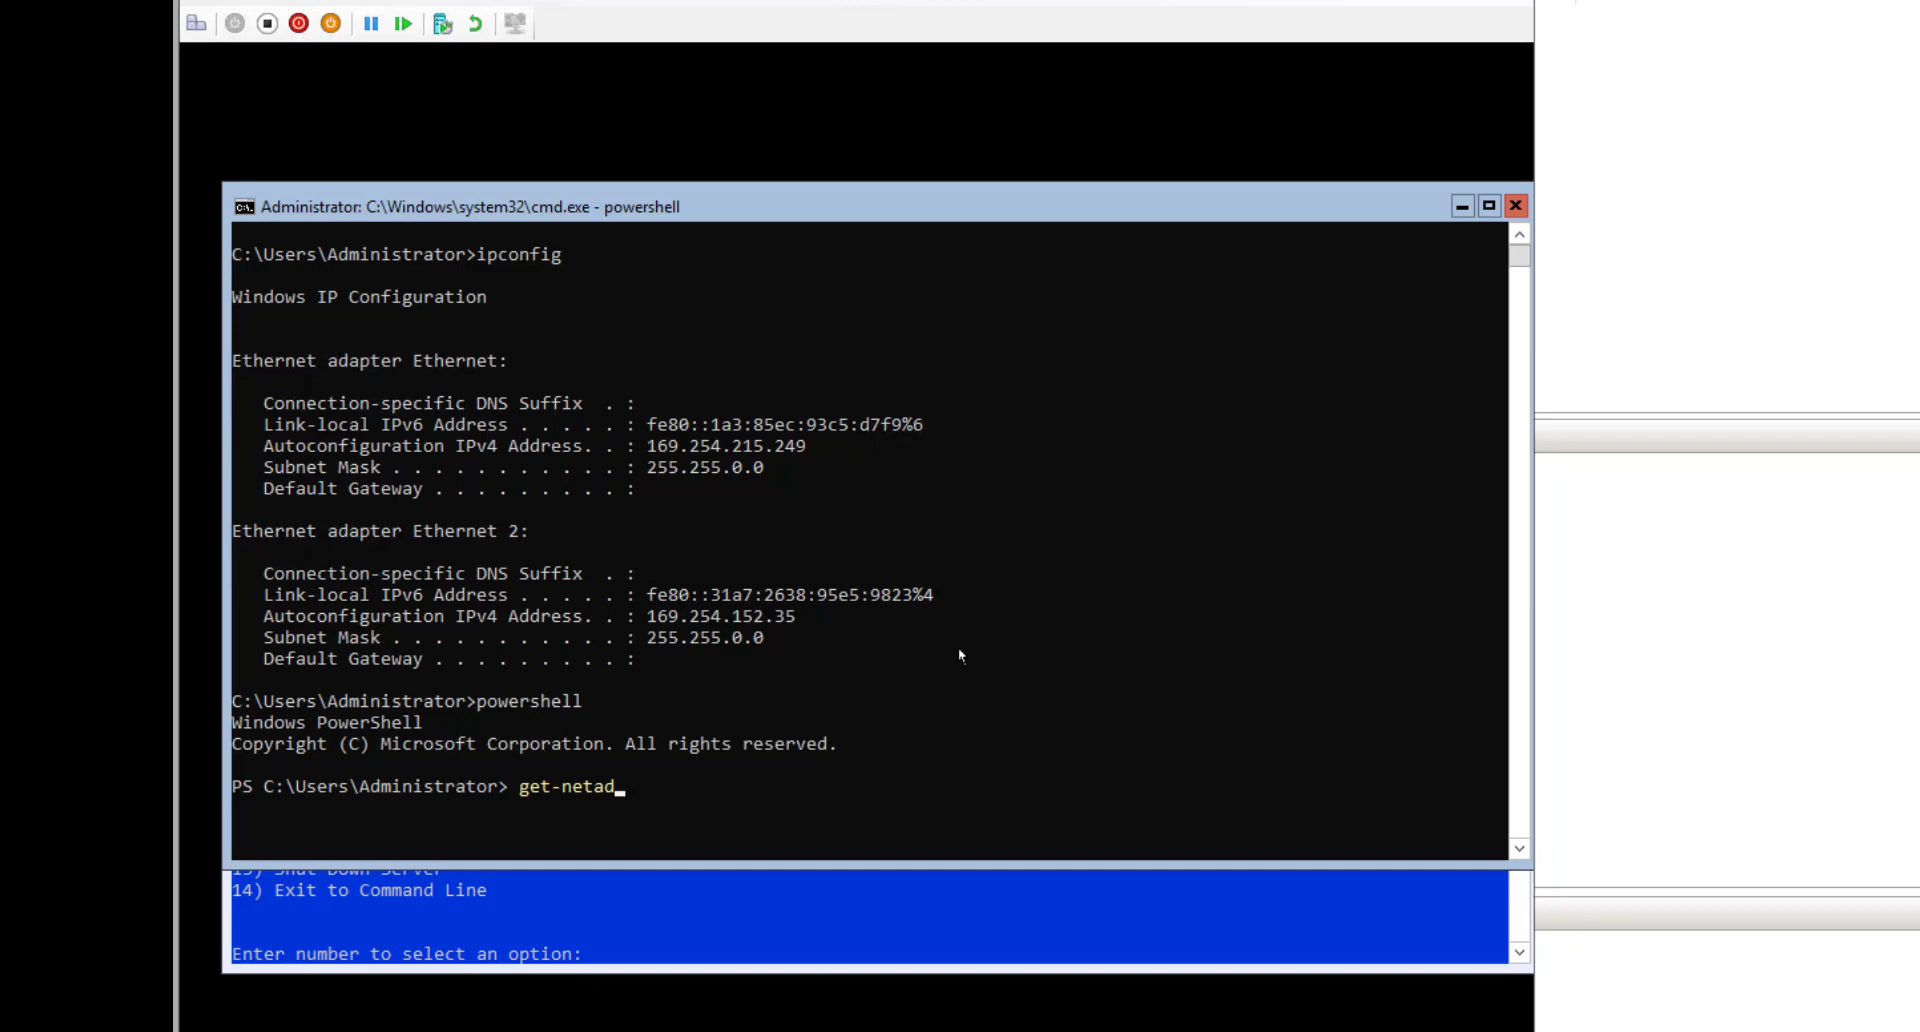 Administrator: C:\Windows\system32\cmd.exe - powershell
C:\Users\Administrator>ipconfig
Windows IP Configuration
Ethernet adapter Ethernet:
Connection-specific DNS Suffix  . :
Link-local IPv6 Address . . . . . : fe80::1a3:85ec:93c5:d7f9%6
Autoconfiguration IPv4 Address. . : 169.254.215.249
Subnet Mask . . . . . . . . . . . : 255.255.0.0
Default Gateway . . . . . . . . . :
Ethernet adapter Ethernet 2:
Connection-specific DNS Suffix  . :
Link-local IPv6 Address . . . . . : fe80::31a7:2638:95e5:9823%4
Autoconfiguration IPv4 Address. . : 169.254.152.35
Subnet Mask . . . . . . . . . . . : 255.255.0.0
Default Gateway . . . . . . . . . :
C:\Users\Administrator>powershell
Windows PowerShell
Copyright (C) Microsoft Corporation. All rights reserved.
PS C:\Users\Administrator> get-netad
13) Shut Down Server
14) Exit to Command Line
Enter number to select an option: